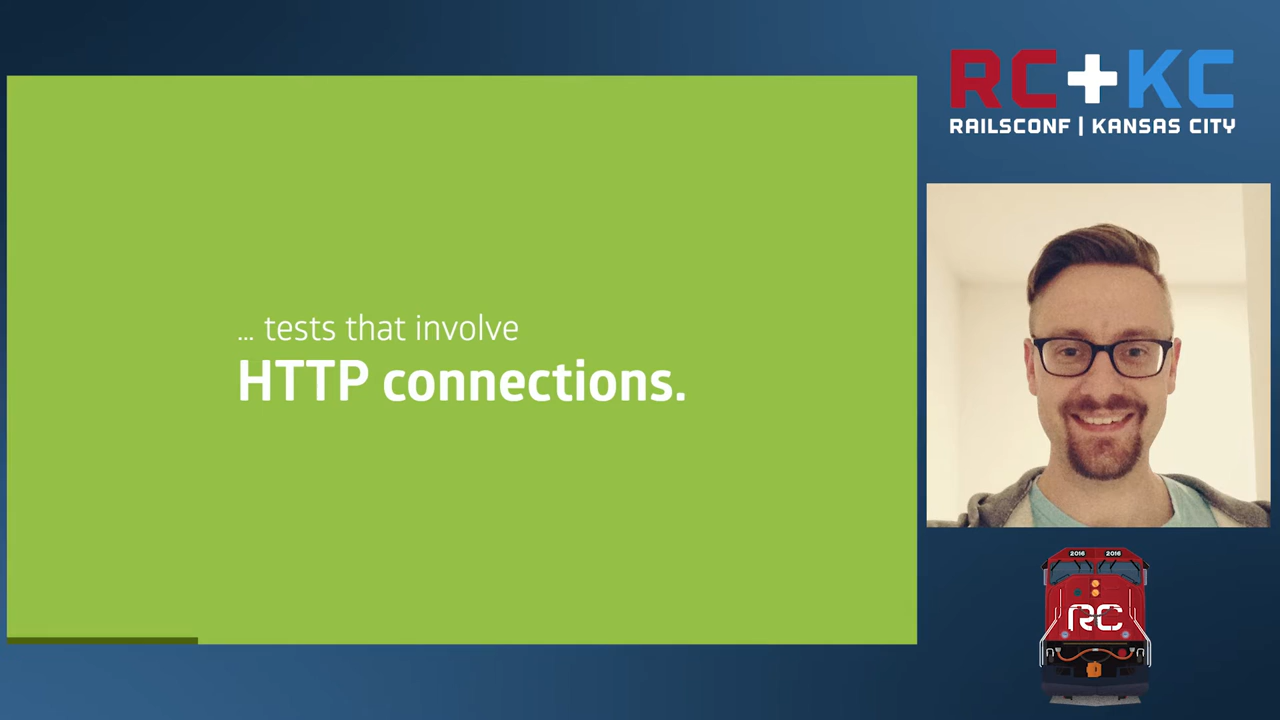 ... tests that involve
HTTP connections.
RC+KC
RAILSCONF | KANSAS CITY
2016 2016
RC